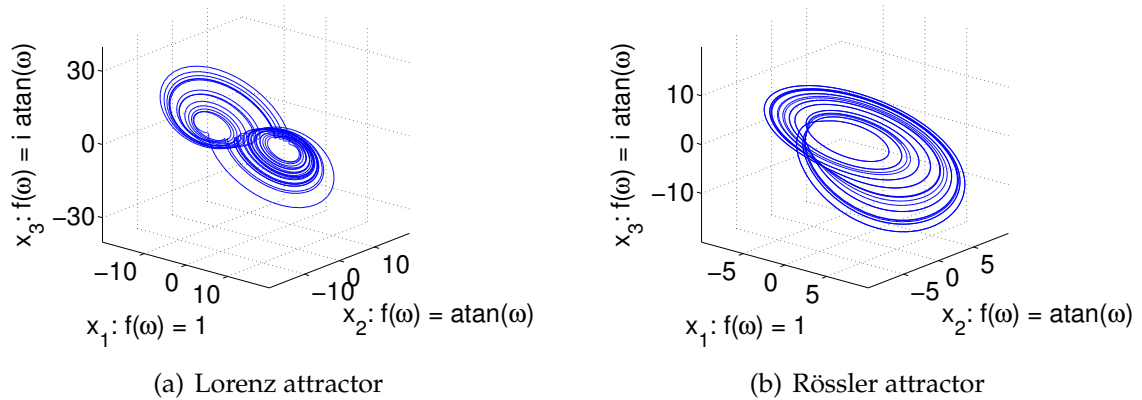 x3: f(ω) = i atan(ω)
30
0
−30
−10
0
10
−10
0
10
x1: f(ω) = 1
x2: f(ω) = atan(ω)
(a) Lorenz attractor
x3: f(ω) = i atan(ω)
10
0
−10
−5
0
5
−5
0
5
x1: f(ω) = 1
x2: f(ω) = atan(ω)
(b) Rössler attractor